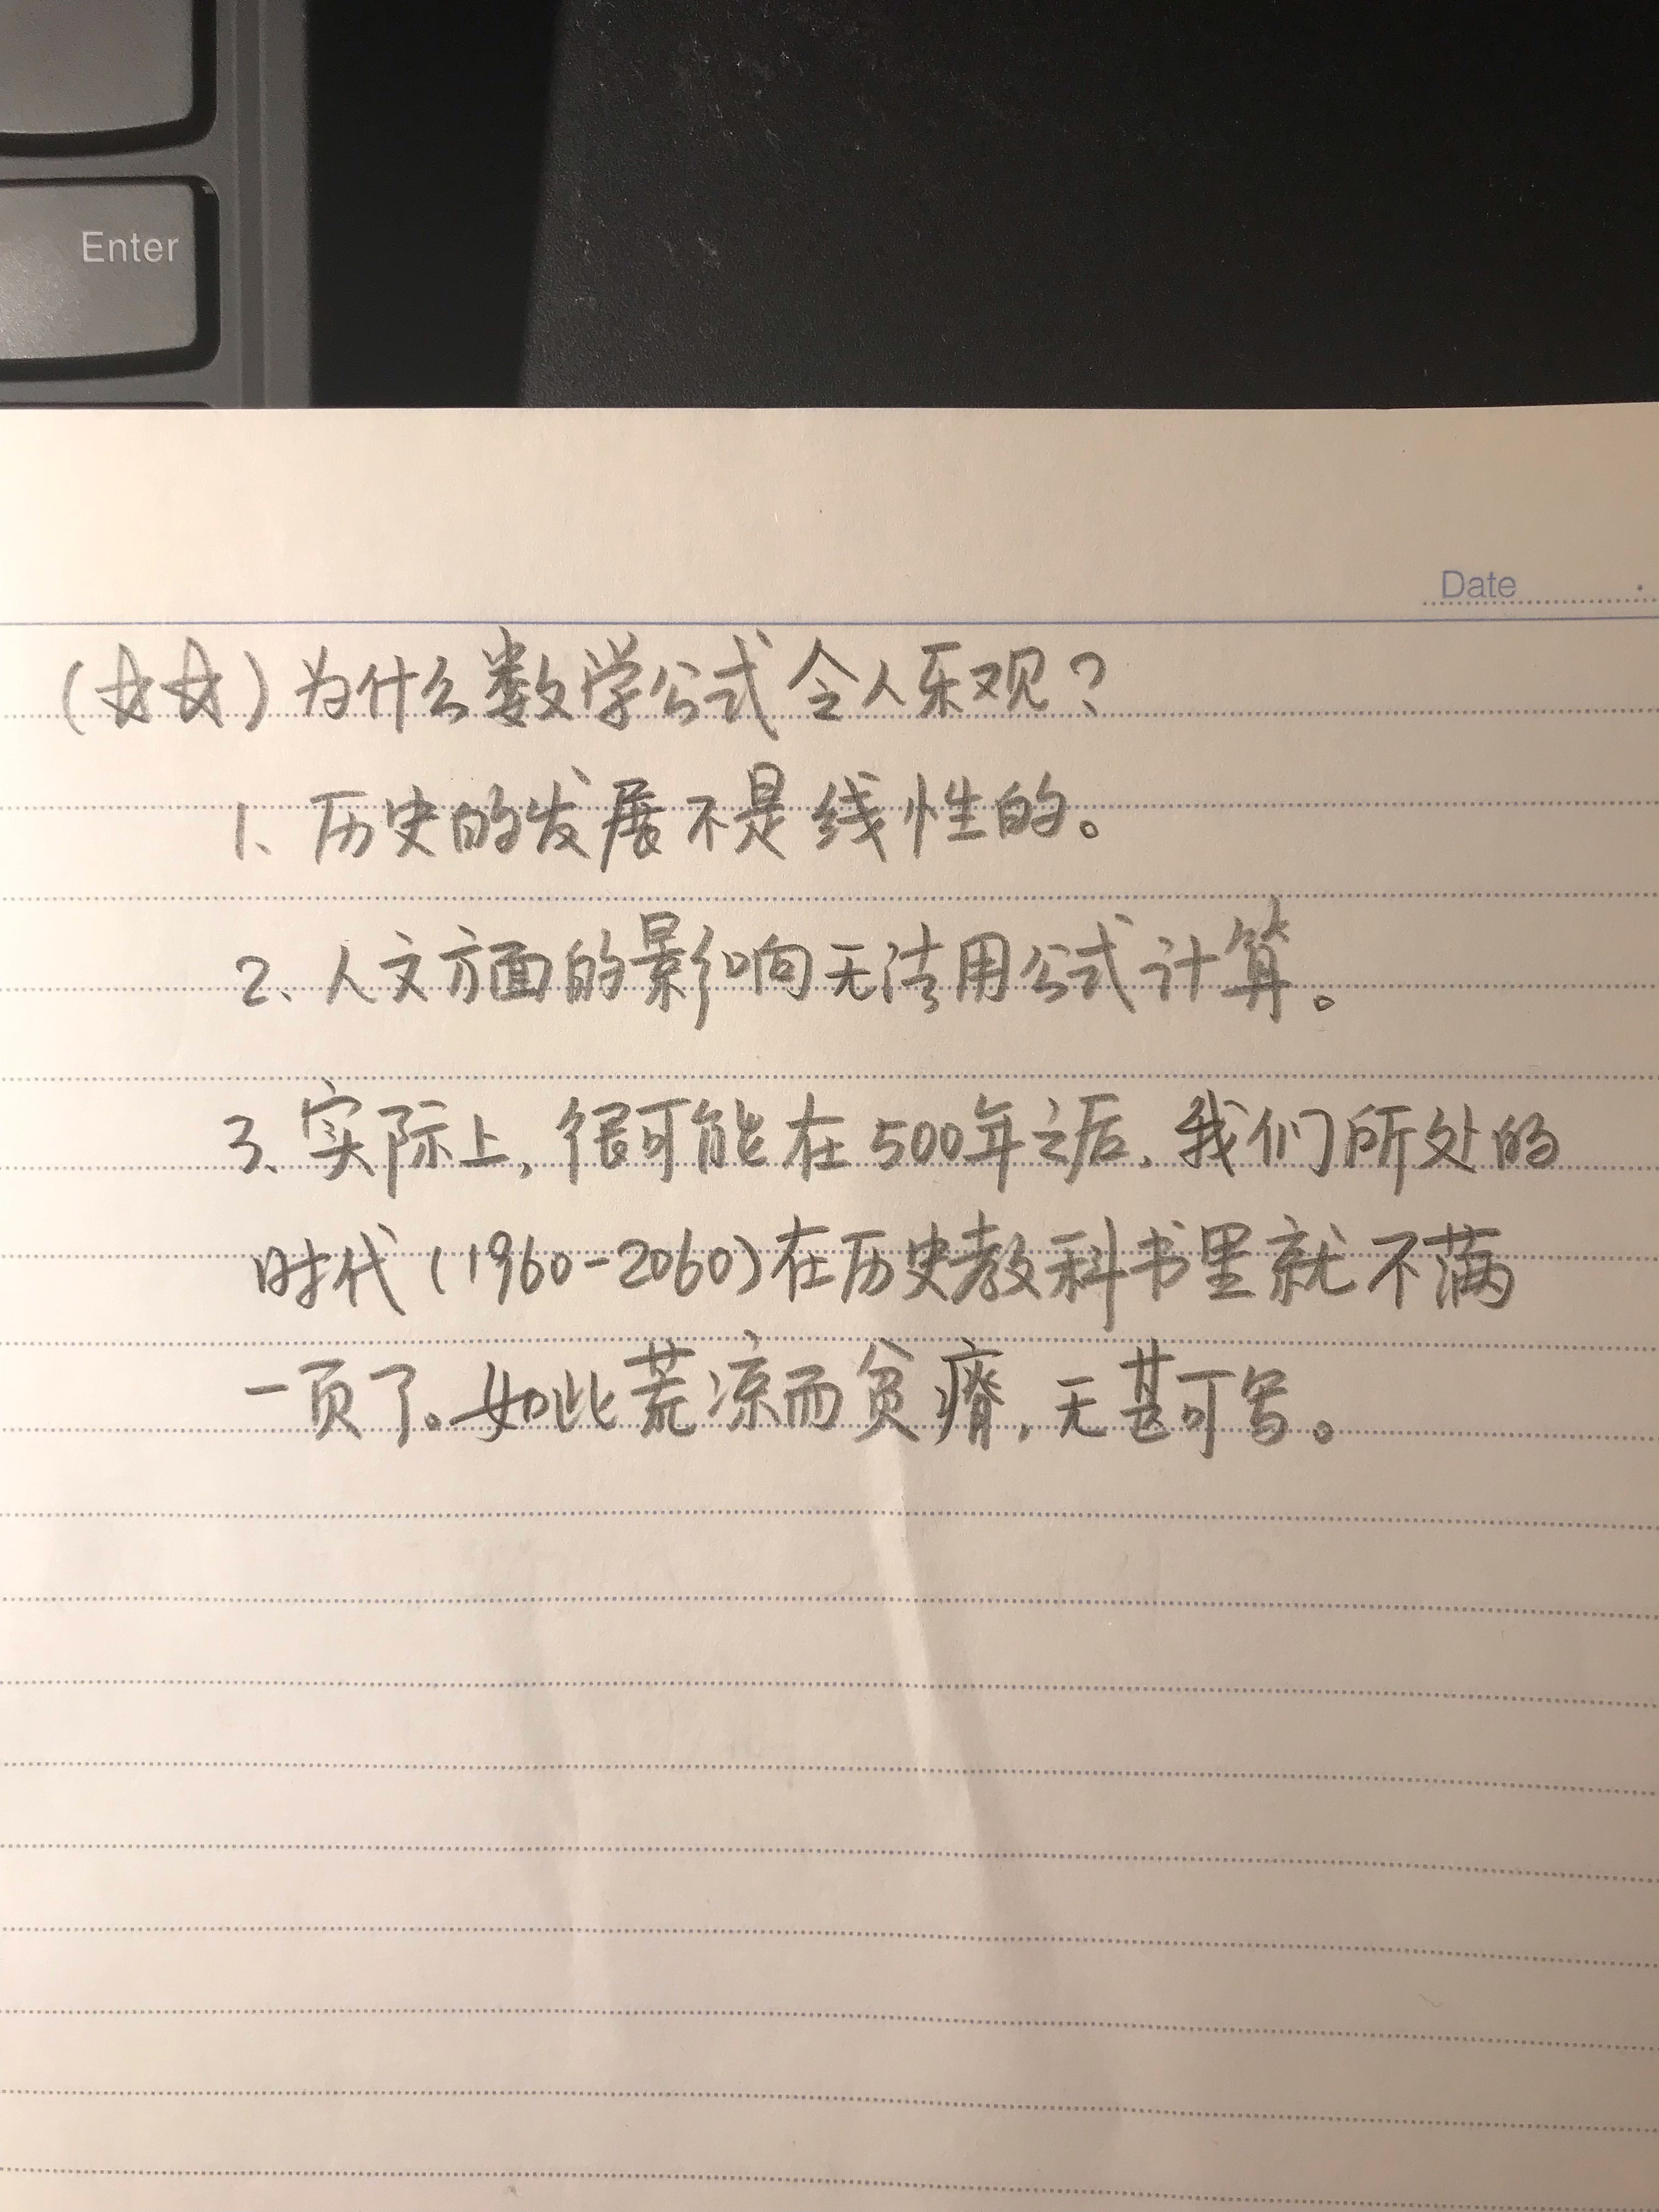 Enter
Date
(☆☆)为什么数学公式令人乐观?
1、历史的发展不是线性的。
2、人文方面的影响无法用公式计算。
3、实际上,很可能在500年之后,我们所处的
时代(1960-2060)在历史教科书里就不满
一页了。如此荒凉而贫瘠,无甚可写。